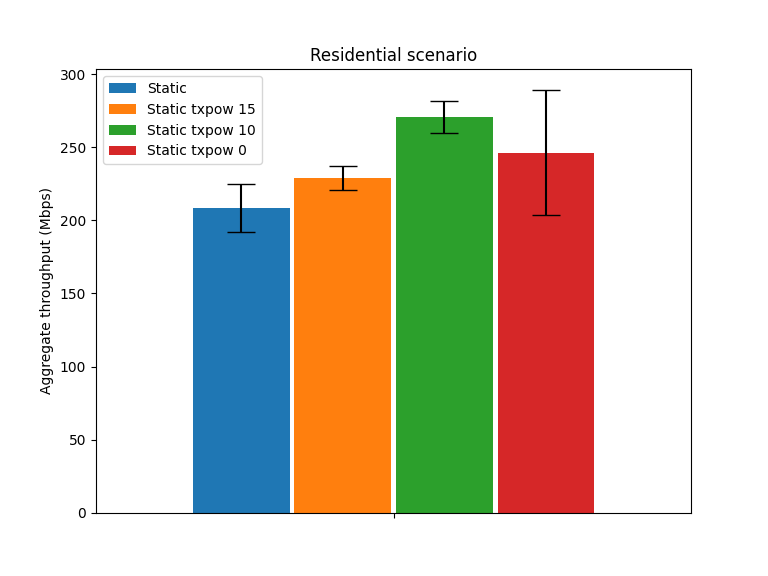 Residential scenario
Static
Static txpow 15
Static txpow 10
Static txpow 0
Aggregate throughput (Mbps)
300
250
200
150
100
50
0